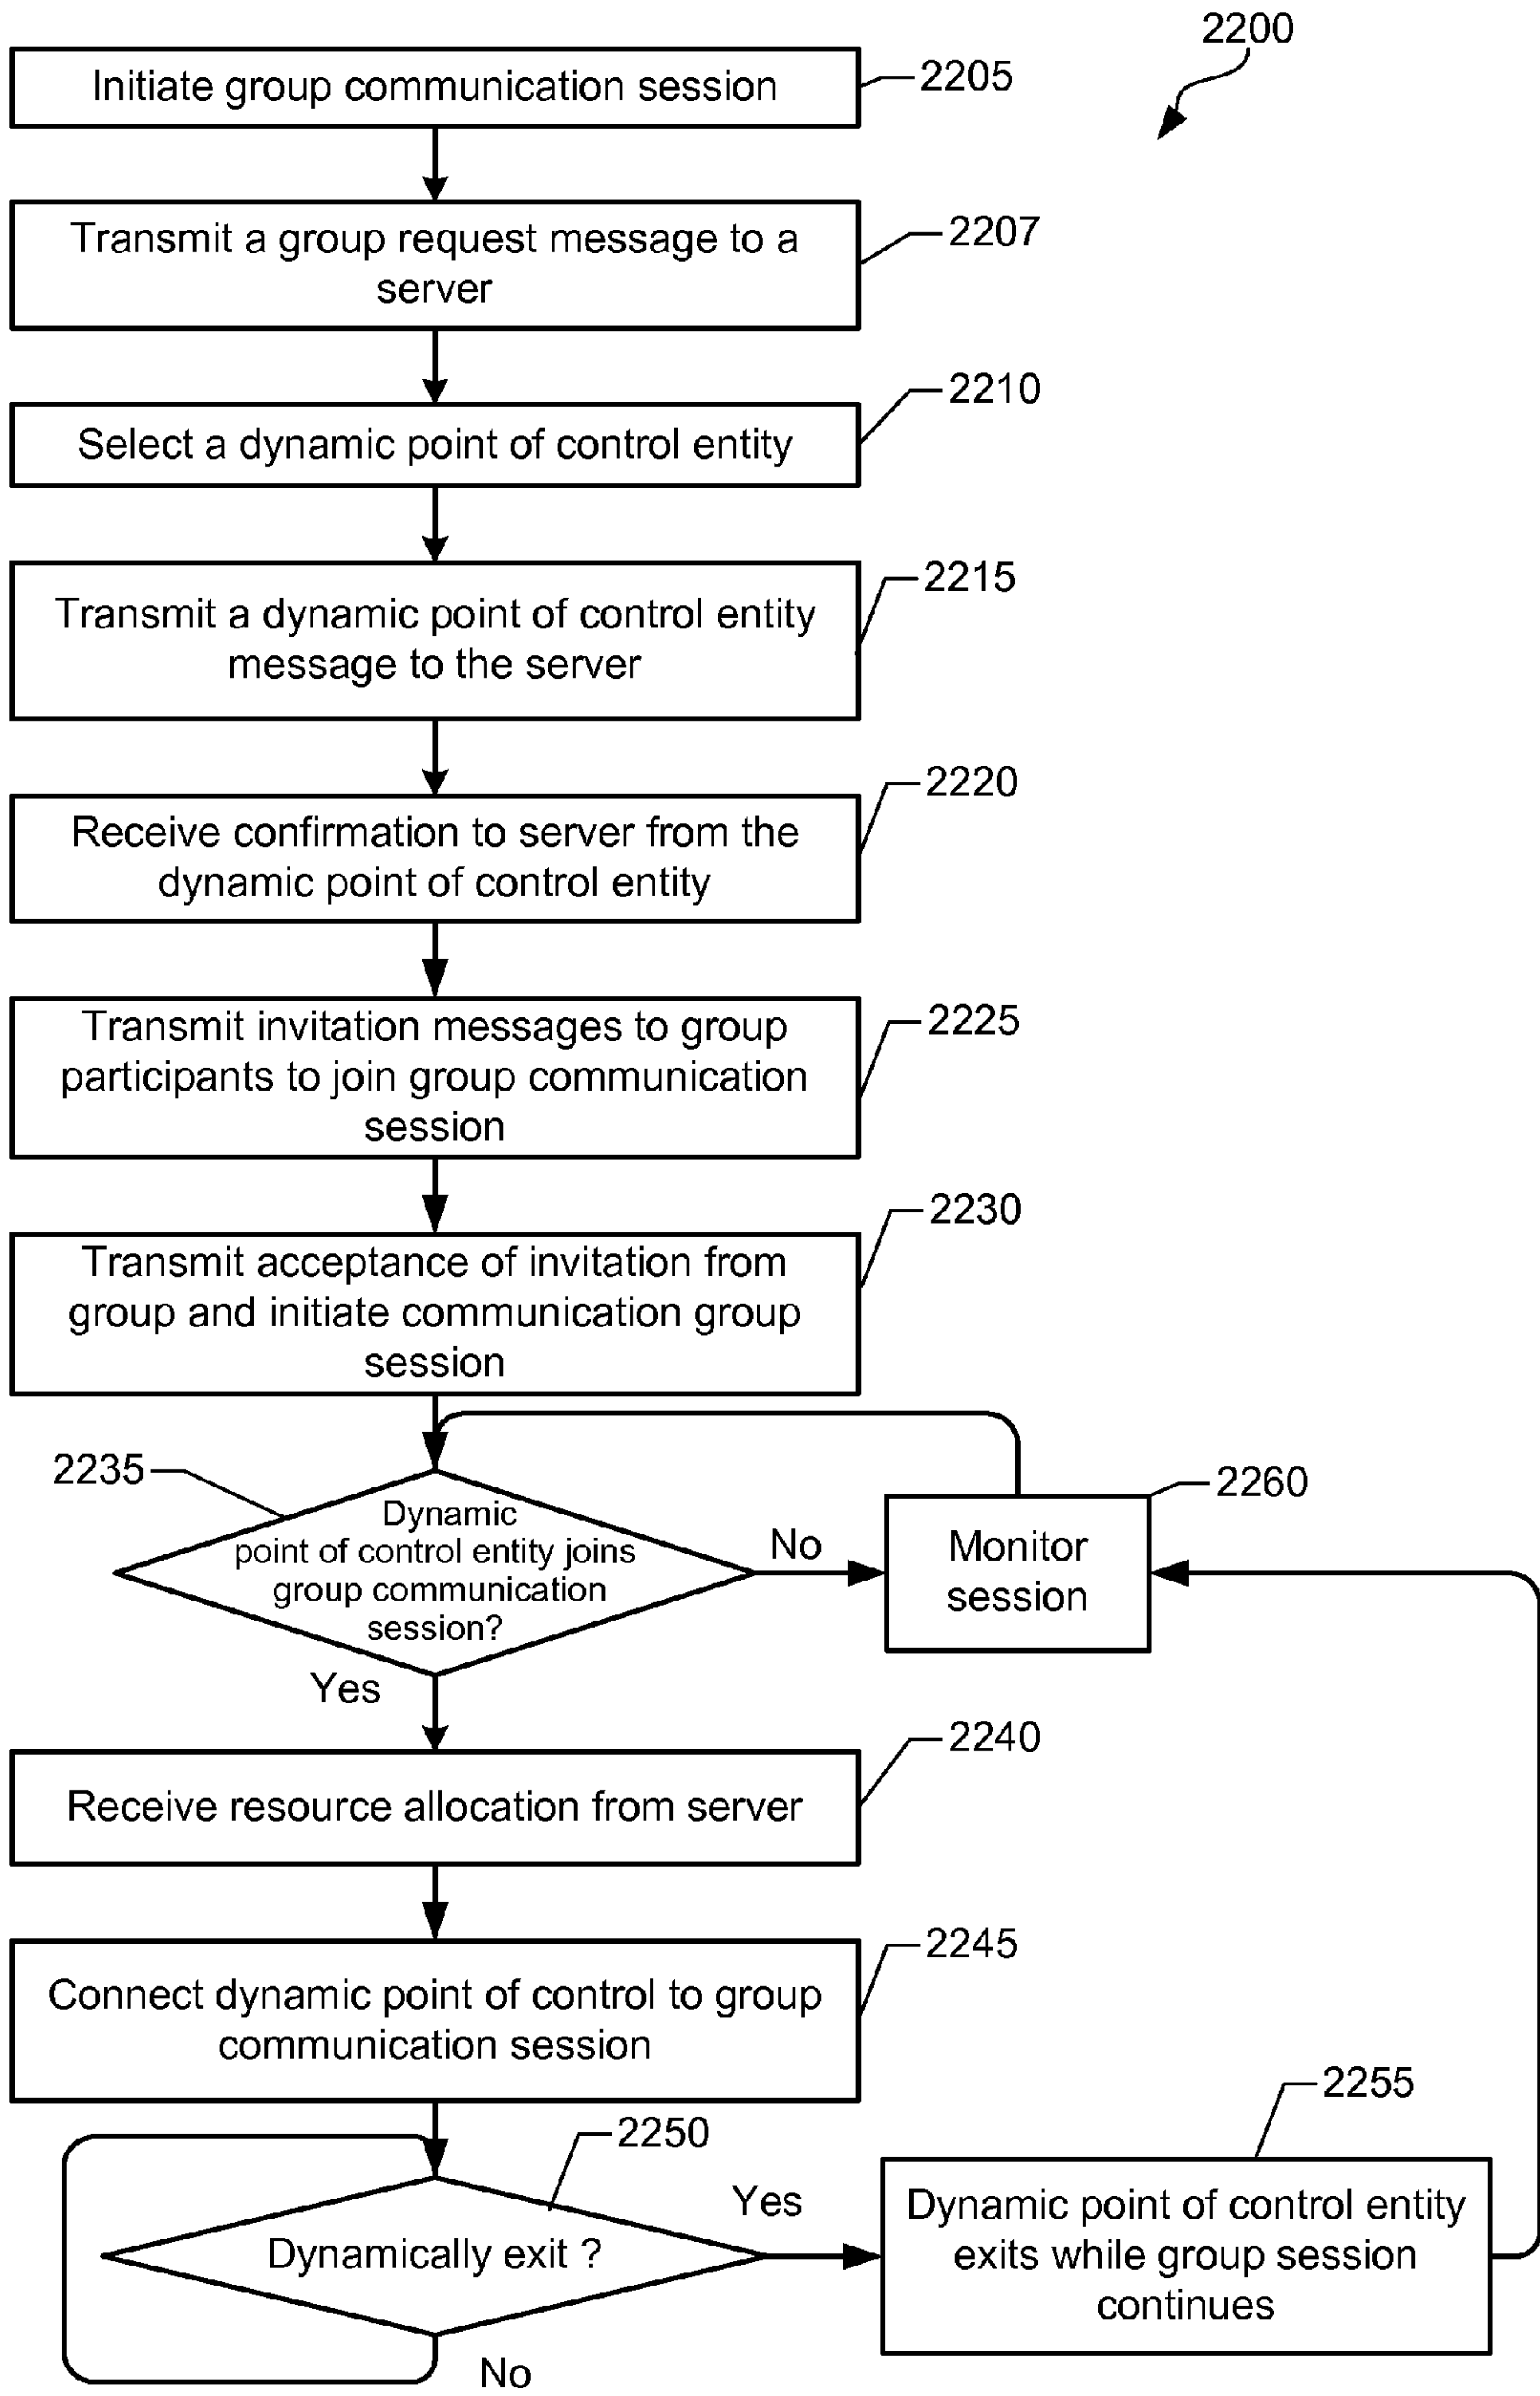 2200
Initiate group communication session
2205
Transmit a group request message to a
server
2207
Select a dynamic point of control entity
2210
Transmit a dynamic point of control entity
message to the server
2215
Receive confirmation to server from the
dynamic point of control entity
2220
Transmit invitation messages to group
participants to join group communication
session
2225
Transmit acceptance of invitation from
group and initiate communication group
session
2230
2235
Dynamic
point of control entity joins
group communication
session?
No
Yes
Monitor
session
2260
Receive resource allocation from server
2240
Connect dynamic point of control to group
communication session
2245
Dynamically exit ?
2250
Yes
No
Dynamic point of control entity
exits while group session
continues
2255